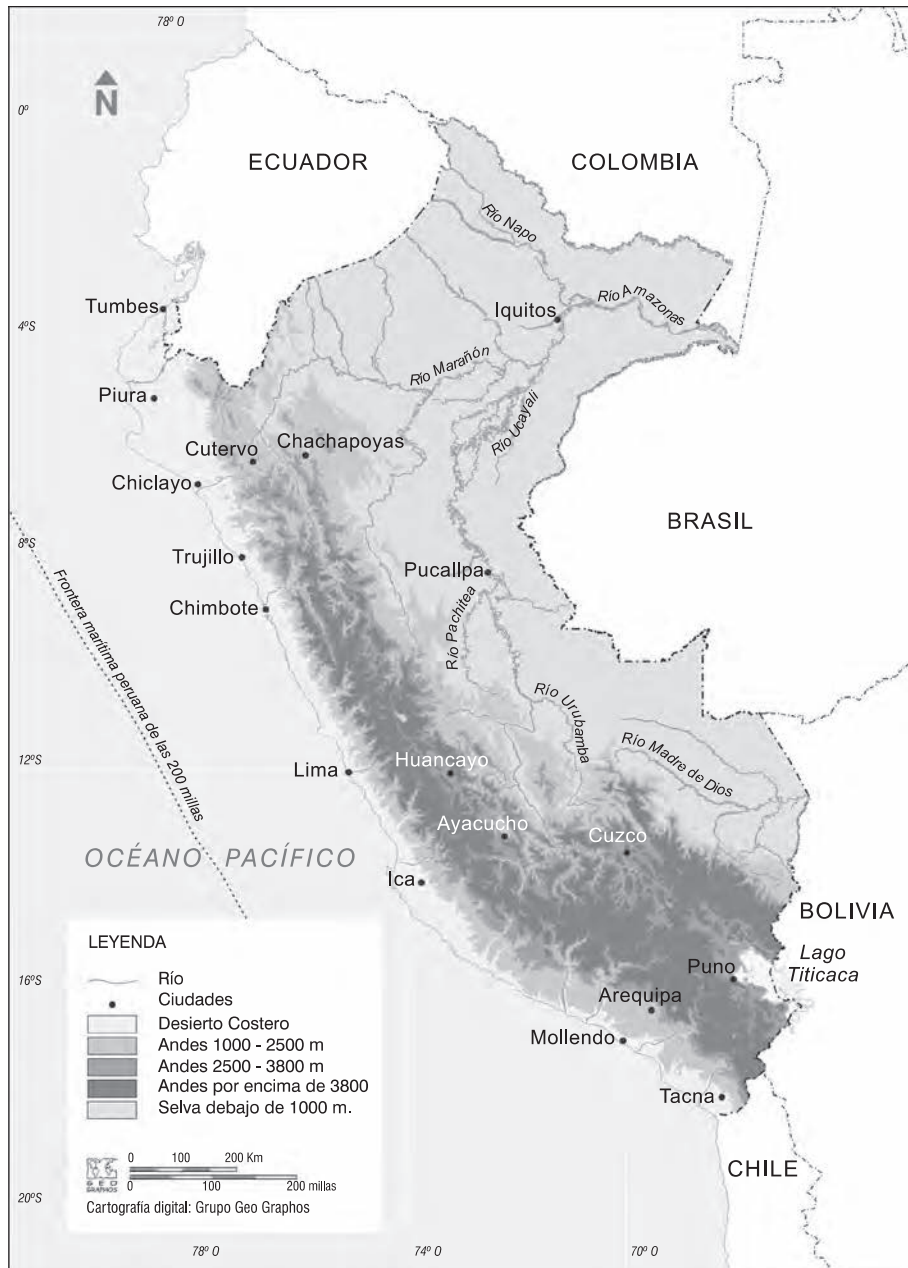 78º 0
N
0º
ECUADOR
COLOMBIA
Río Napo
Tumbes
4ºS
Iquitos
Río Amazonas
Río Marañón
Piura
Río Ucayali
Cutervo
Chachapoyas
Chiclayo
BRASIL
8ºS
Trujillo
Pucallpa
Chimbote
Río Pachitea
Frontera marítima peruana de las 200 millas
Río Urubamba
Río Madre de Dios
12ºS
Lima
Huancayo
Ayacucho
Cuzco
OCÉANO PACÍFICO
Ica
BOLIVIA
Lago
Titicaca
LEYENDA
Río
Ciudades
Desierto Costero
Andes 1000 - 2500 m
Andes 2500 - 3800 m
Andes por encima de 3800
Selva debajo de 1000 m.
16ºS
Puno
Arequipa
Mollendo
Tacna
0 100 200 Km
0 100 200 millas
GEO
GRAPHOS
Cartografía digital: Grupo Geo Graphos
CHILE
20ºS
78º 0
74º 0
70º 0